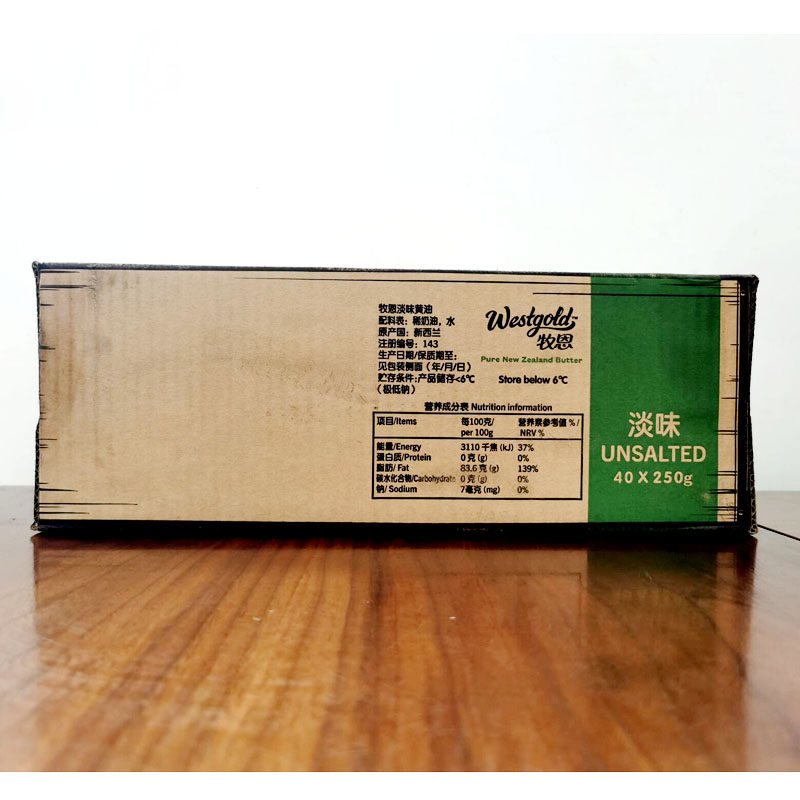 牧恩淡味黄油
配料表：稀奶油，水
原产国：新西兰
注册编号：143
生产日期/保质期至：
见包装侧面（年/月/日）
贮存条件：产品储存<6℃
（极低钠）
Westgold™
牧恩
Pure New Zealand Butter
Store below 6℃
营养成分表 Nutrition information
项目/Items 每100克/ per 100g 营养素参考值 %/ NRV %
能量/Energy 3110 千焦 (kJ) 37%
蛋白质/Protein 0 克 (g) 0%
脂肪/ Fat 83.6 克 (g) 139%
碳水化合物/Carbohydrate 0 克 (g) 0%
钠/ Sodium 7毫克 (mg) 0%
淡味
UNSALTED
40 X 250g